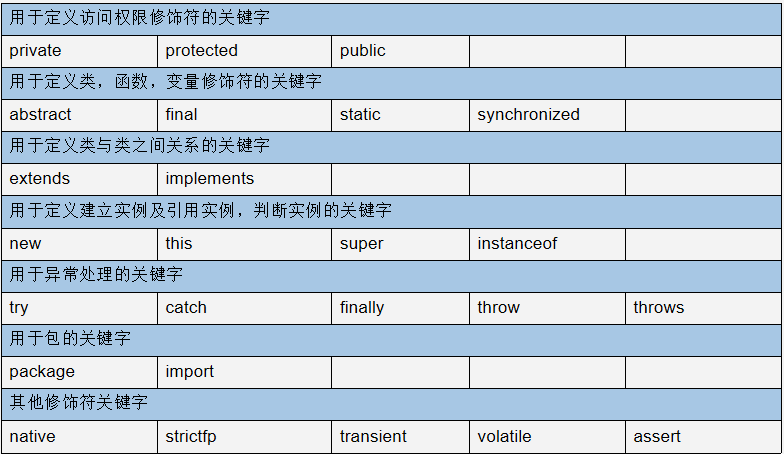 用于定义访问权限修饰符的关键字
private protected public
用于定义类，函数，变量修饰符的关键字
abstract final static synchronized
用于定义类与类之间关系的关键字
extends implements
用于定义建立实例及引用实例，判断实例的关键字
new this super instanceof
用于异常处理的关键字
try catch finally throw throws
用于包的关键字
package import
其他修饰符关键字
native strictfp transient volatile assert